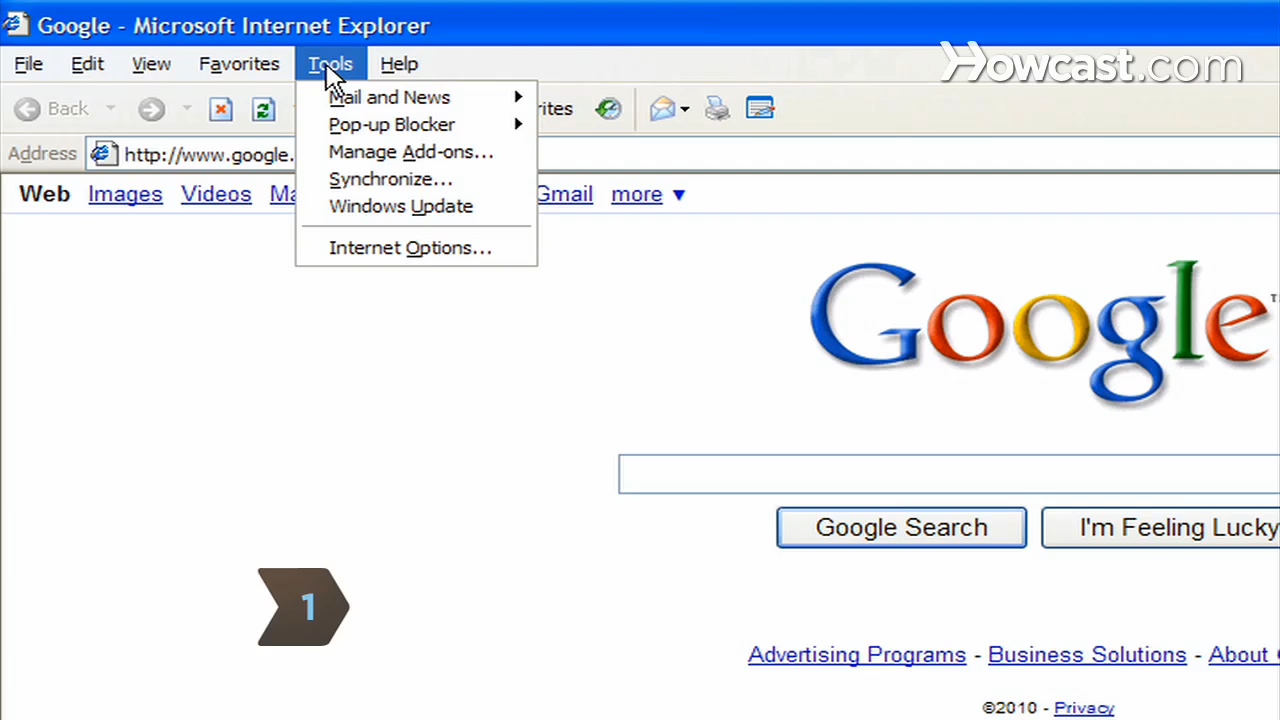 Google - Microsoft Internet Explorer
File Edit View Favorites Tools Help
Howcast.com
Back
Mail and News
rites
Pop-up Blocker
Manage Add-ons...
Address http://www.google.
Synchronize...
Web Images Videos Ma Gmail more ▼
Windows Update
Internet Options...
Google™
Google Search I'm Feeling Lucky
1
Advertising Programs - Business Solutions - About
©2010 - Privacy